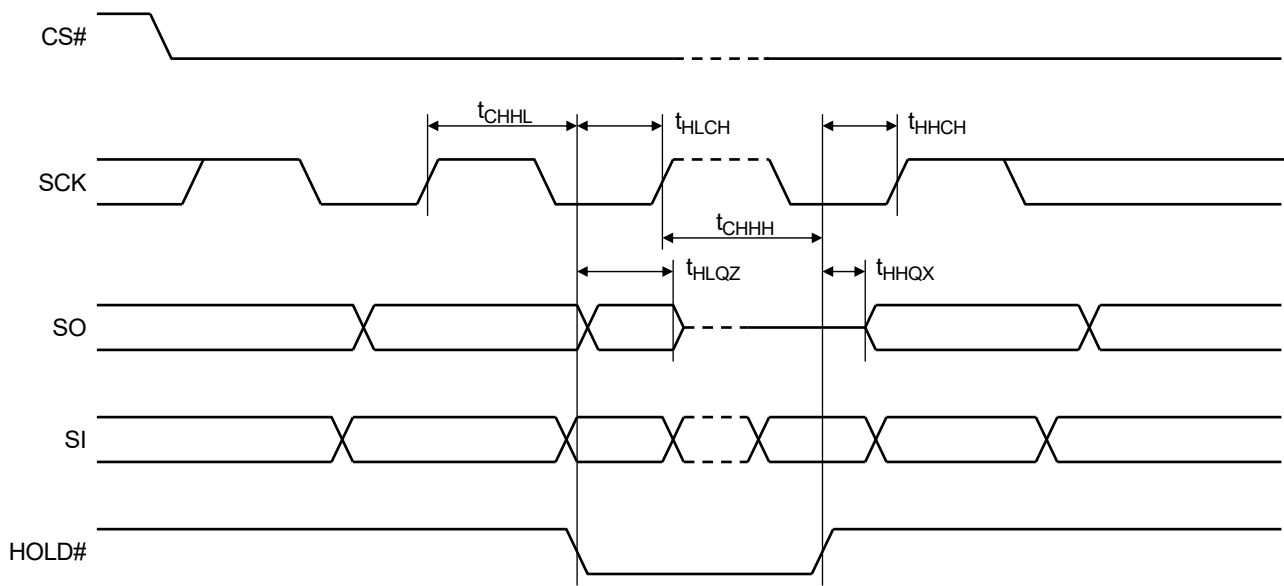 CS#
tCHHL
tHLCH
tHHCH
SCK
tCHHH
tHLQZ
tHHQX
SO
SI
HOLD#